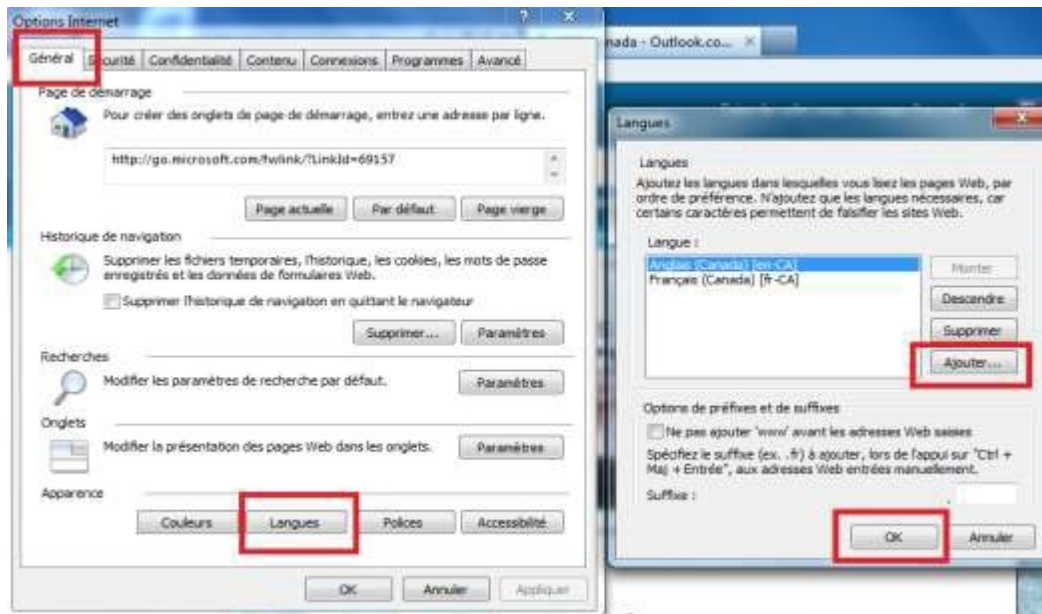 Options Internet
Général Sécurité Confidentialité Contenu Connexions Programmes Avancé
Page de démarrage
Pour créer des onglets de page de démarrage, entrez une adresse par ligne.
http://go.microsoft.com/fwlink/?LinkId=69157
Page actuelle Par défaut Page vierge
Historique de navigation
Supprimer les fichiers temporaires, l'historique, les cookies, les mots de passe
enregistrés et les données de formulaires Web.
Supprimer l'historique de navigation en quittant le navigateur
Supprimer... Paramètres
Recherches
Modifier les paramètres de recherche par défaut.
Paramètres
Onglets
Modifier la présentation des pages Web dans les onglets.
Paramètres
Apparence
Couleurs Langues Polices Accessibilité
OK Annuler Appliquer
nada - Outlook.co...
Langues
Langues
Ajoutez les langues dans lesquelles vous lisez les pages Web, par
ordre de préférence. N'ajoutez que les langues nécessaires, car
certains caractères permettent de falsifier les sites Web.
Langue :
Anglais (Canada) [en-CA]
Français (Canada) [fr-CA]
Monter
Descendre
Supprimer
Ajouter...
Options de préfixes et de suffixes
Ne pas ajouter 'www' avant les adresses Web saisies
Spécifiez le suffixe (ex. .fr) à ajouter, lors de l'appui sur "Ctrl +
Maj + Entrée", aux adresses Web entrées manuellement.
Suffixe :
.
OK Annuler